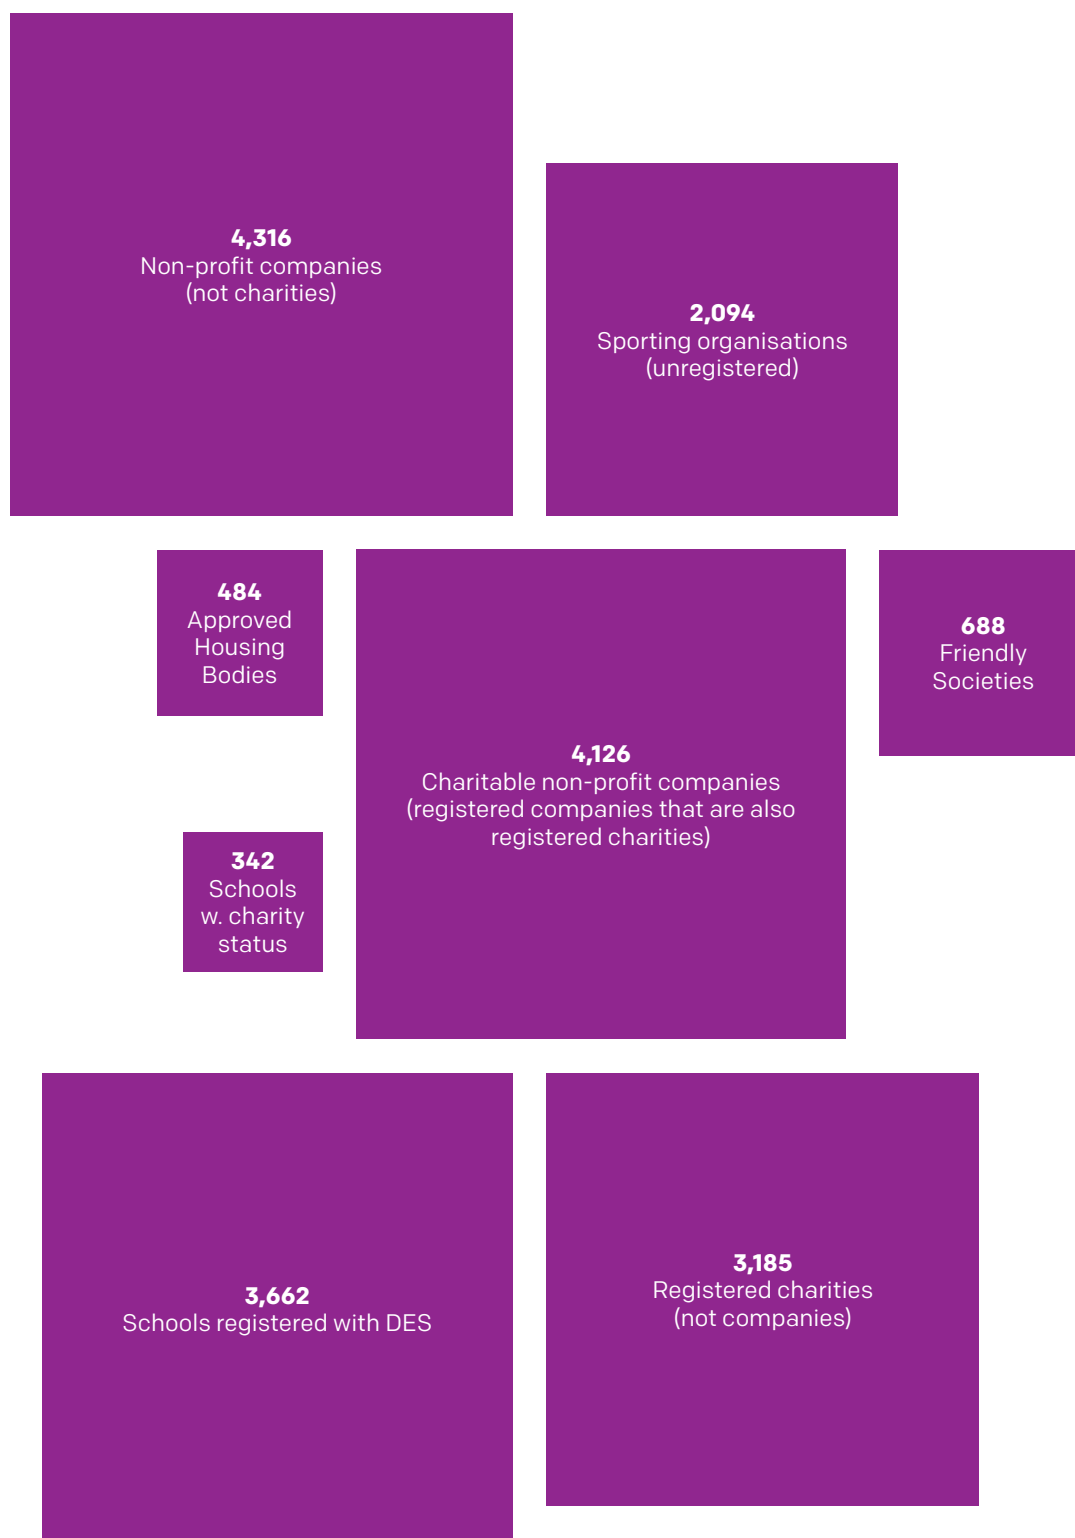 4,316
Non-profit companies
(not charities)
2,094
Sporting organisations
(unregistered)
484
Approved
Housing
Bodies
688
Friendly
Societies
4,126
Charitable non-profit companies
(registered companies that are also
registered charities)
342
Schools
w. charity
status
3,662
Schools registered with DES
3,185
Registered charities
(not companies)